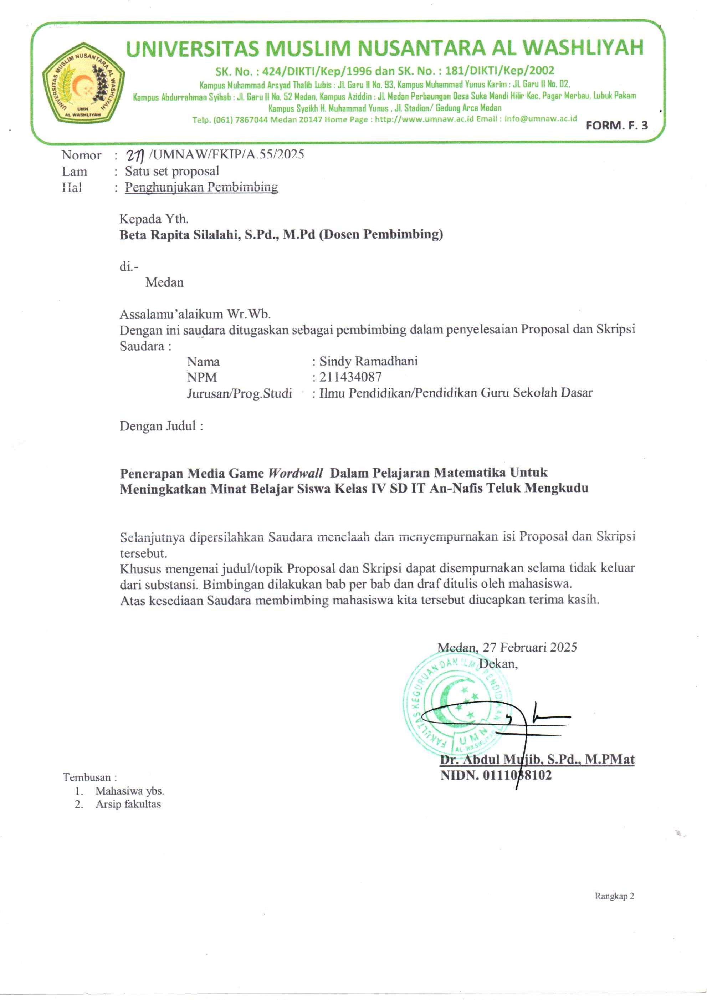 UNIVERSITAS MUSLIM NUSANTARA AL WASHLIYAH
UMN
AL WASHLIYAH
UNIVERSITAS MUSLIM NUSANTARA AL WASHLIYAH
SK. No. : 424/DIKTI/Kep/1996 dan SK. No. : 181/DIKTI/Kep/2002
Kampus Muhammad Arsyad Thalib Lubis : Jl. Garu II No. 93, Kampus Muhammad Yunus Karim : Jl. Garu II No. 02,
Kampus Abdurrahman Syihab : Jl. Garu II No. 52 Medan, Kampus Aziddin : Jl. Medan Perbaungan Desa Suka Mandi Hilir Kec. Pagar Merbau, Lubuk Pakam
Kampus Syeikh H. Muhammad Yunus , Jl. Stadion/ Gedung Arca Medan
Telp. (061) 7867044 Medan 20147 Home Page : http://www.umnaw.ac.id Email : info@umnaw.ac.id
FORM. F. 3
Nomor : /UMNAW/FKIP/A.55/2025
Lam : Satu set proposal
Hal : Penghunjukan Pembimbing
Kepada Yth.
Beta Rapita Silalahi, S.Pd., M.Pd (Dosen Pembimbing)
di.-
Medan
Assalamu’alaikum Wr.Wb.
Dengan ini saudara ditugaskan sebagai pembimbing dalam penyelesaian Proposal dan Skripsi
Saudara :
Nama : Sindy Ramadhani
NPM : 211434087
Jurusan/Prog.Studi : Ilmu Pendidikan/Pendidikan Guru Sekolah Dasar
Dengan Judul :
Penerapan Media Game Wordwall Dalam Pelajaran Matematika Untuk
Meningkatkan Minat Belajar Siswa Kelas IV SD IT An-Nafis Teluk Mengkudu
Selanjutnya dipersilahkan Saudara menelaah dan menyempurnakan isi Proposal dan Skripsi
tersebut.
Khusus mengenai judul/topik Proposal dan Skripsi dapat disempurnakan selama tidak keluar
dari substansi. Bimbingan dilakukan bab per bab dan draf ditulis oleh mahasiswa.
Atas kesediaan Saudara membimbing mahasiswa kita tersebut diucapkan terima kasih.
Medan, 27 Februari 2025
Dekan,
FAKULTAS KEGURUAN DAN ILMU PENDIDIKAN
UMN
AL-WASHLIYAH
Dr. Abdul Mujib, S.Pd., M.PMat
NIDN. 0111038102
Tembusan :
1. Mahasiwa ybs.
2. Arsip fakultas
Rangkap 2